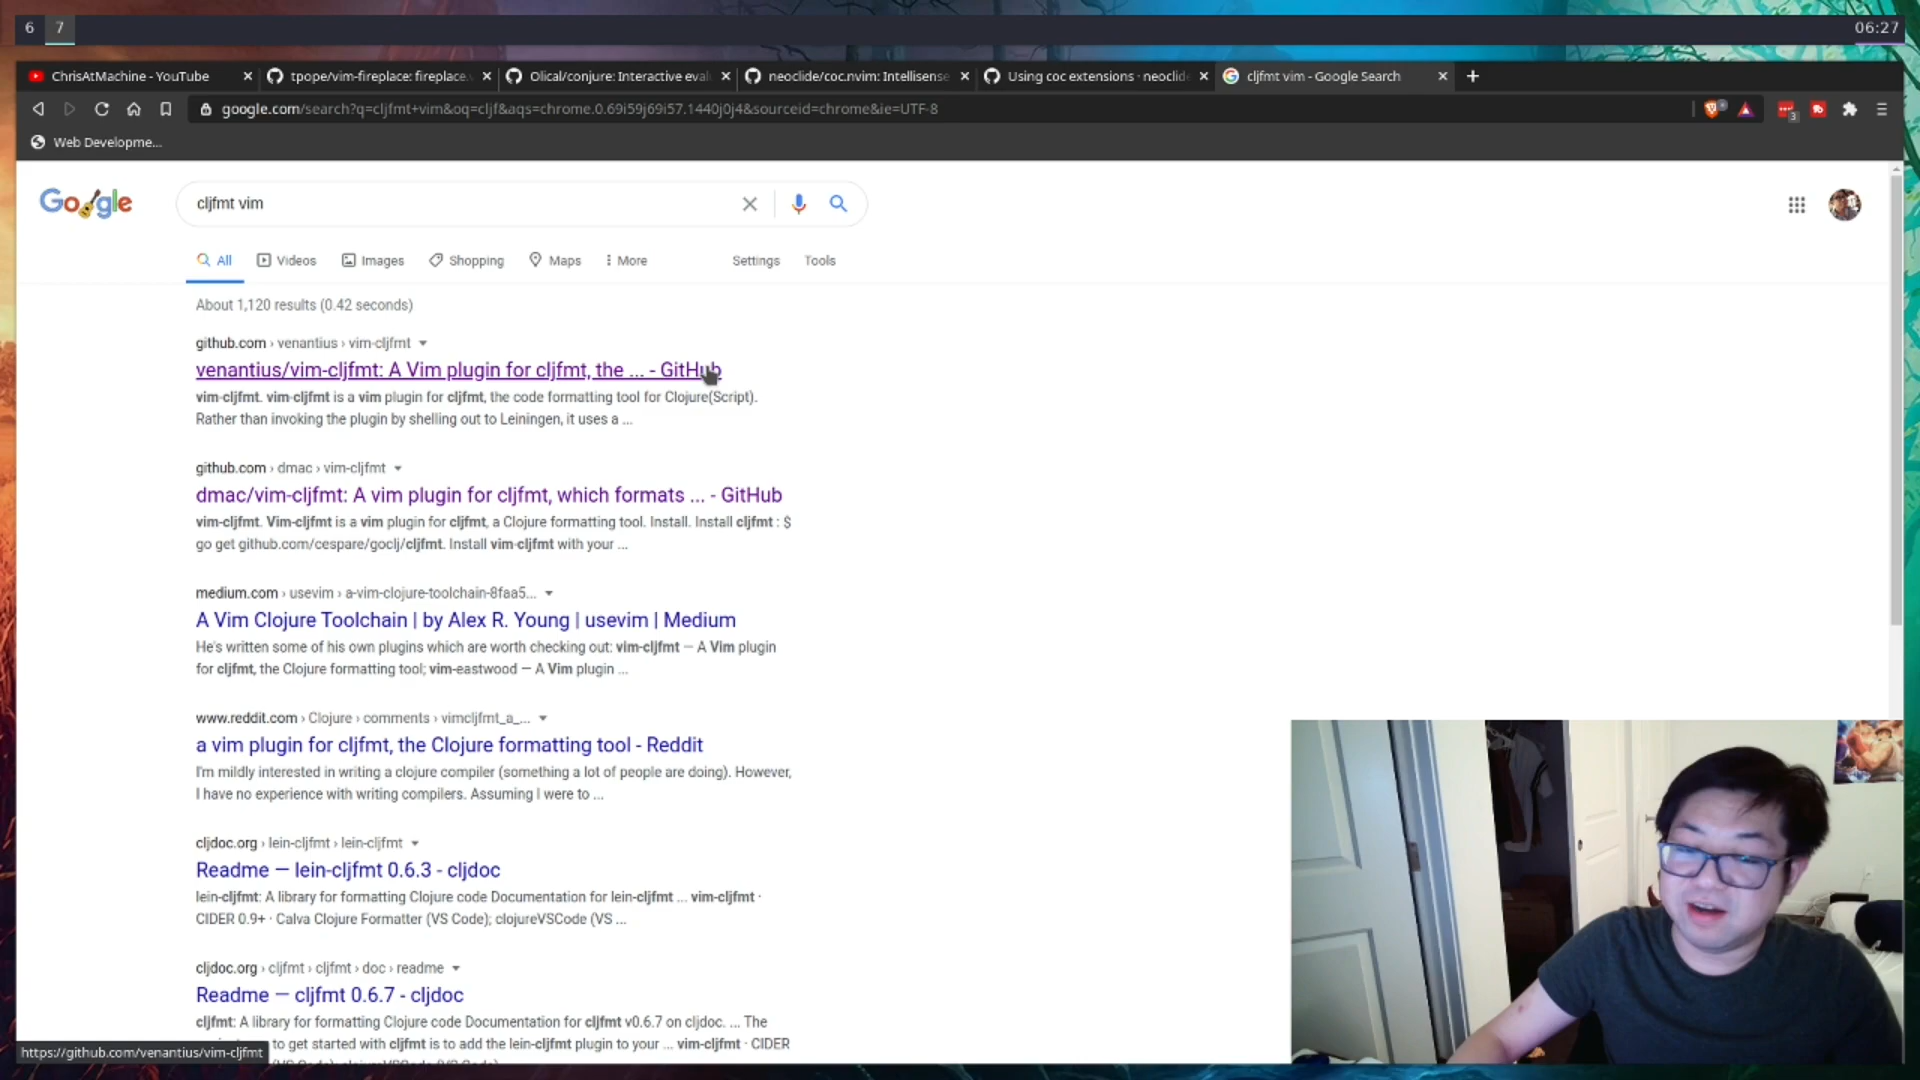 6 7 06:27
ChrisAtMachine - YouTube tpope/vim-fireplace: fireplace. Olical/conjure: Interactive eval neoclide/coc.nvim: Intellisense Using coc extensions · neoclid cljfmt vim - Google Search
google.com/search?q=cljfmt+vim&oq=cljf&aqs=chrome.0.69i59j69i57.1440j0j4&sourceid=chrome&ie=UTF-8 3
Web Developme...
Google cljfmt vim
All Videos Images Shopping Maps More Settings Tools
About 1,120 results (0.42 seconds)
github.com › venantius › vim-cljfmt
venantius/vim-cljfmt: A Vim plugin for cljfmt, the ... - GitHub
vim-cljfmt. vim-cljfmt is a vim plugin for cljfmt, the code formatting tool for Clojure(Script).
Rather than invoking the plugin by shelling out to Leiningen, it uses a ...
github.com › dmac › vim-cljfmt
dmac/vim-cljfmt: A vim plugin for cljfmt, which formats ... - GitHub
vim-cljfmt. Vim-cljfmt is a vim plugin for cljfmt, a Clojure formatting tool. Install. Install cljfmt : $
go get github.com/cespare/goclj/cljfmt. Install vim-cljfmt with your ...
medium.com › usevim › a-vim-clojure-toolchain-8faa5...
A Vim Clojure Toolchain | by Alex R. Young | usevim | Medium
He's written some of his own plugins which are worth checking out: vim-cljfmt — A Vim plugin
for cljfmt, the Clojure formatting tool; vim-eastwood — A Vim plugin ...
www.reddit.com › Clojure › comments › vimcljfmt_a_...
a vim plugin for cljfmt, the Clojure formatting tool - Reddit
I'm mildly interested in writing a clojure compiler (something a lot of people are doing). However,
I have no experience with writing compilers. Assuming I were to ...
cljdoc.org › lein-cljfmt › lein-cljfmt
Readme — lein-cljfmt 0.6.3 - cljdoc
lein-cljfmt: A library for formatting Clojure code Documentation for lein-cljfmt ... vim-cljfmt ·
CIDER 0.9+ · Calva Clojure Formatter (VS Code); clojureVSCode (VS ...
cljdoc.org › cljfmt › cljfmt › doc › readme
Readme — cljfmt 0.6.7 - cljdoc
cljfmt: A library for formatting Clojure code Documentation for cljfmt v0.6.7 on cljdoc. ... The
to get started with cljfmt is to add the lein-cljfmt plugin to your ... vim-cljfmt · CIDER
https://github.com/venantius/vim-cljfmt